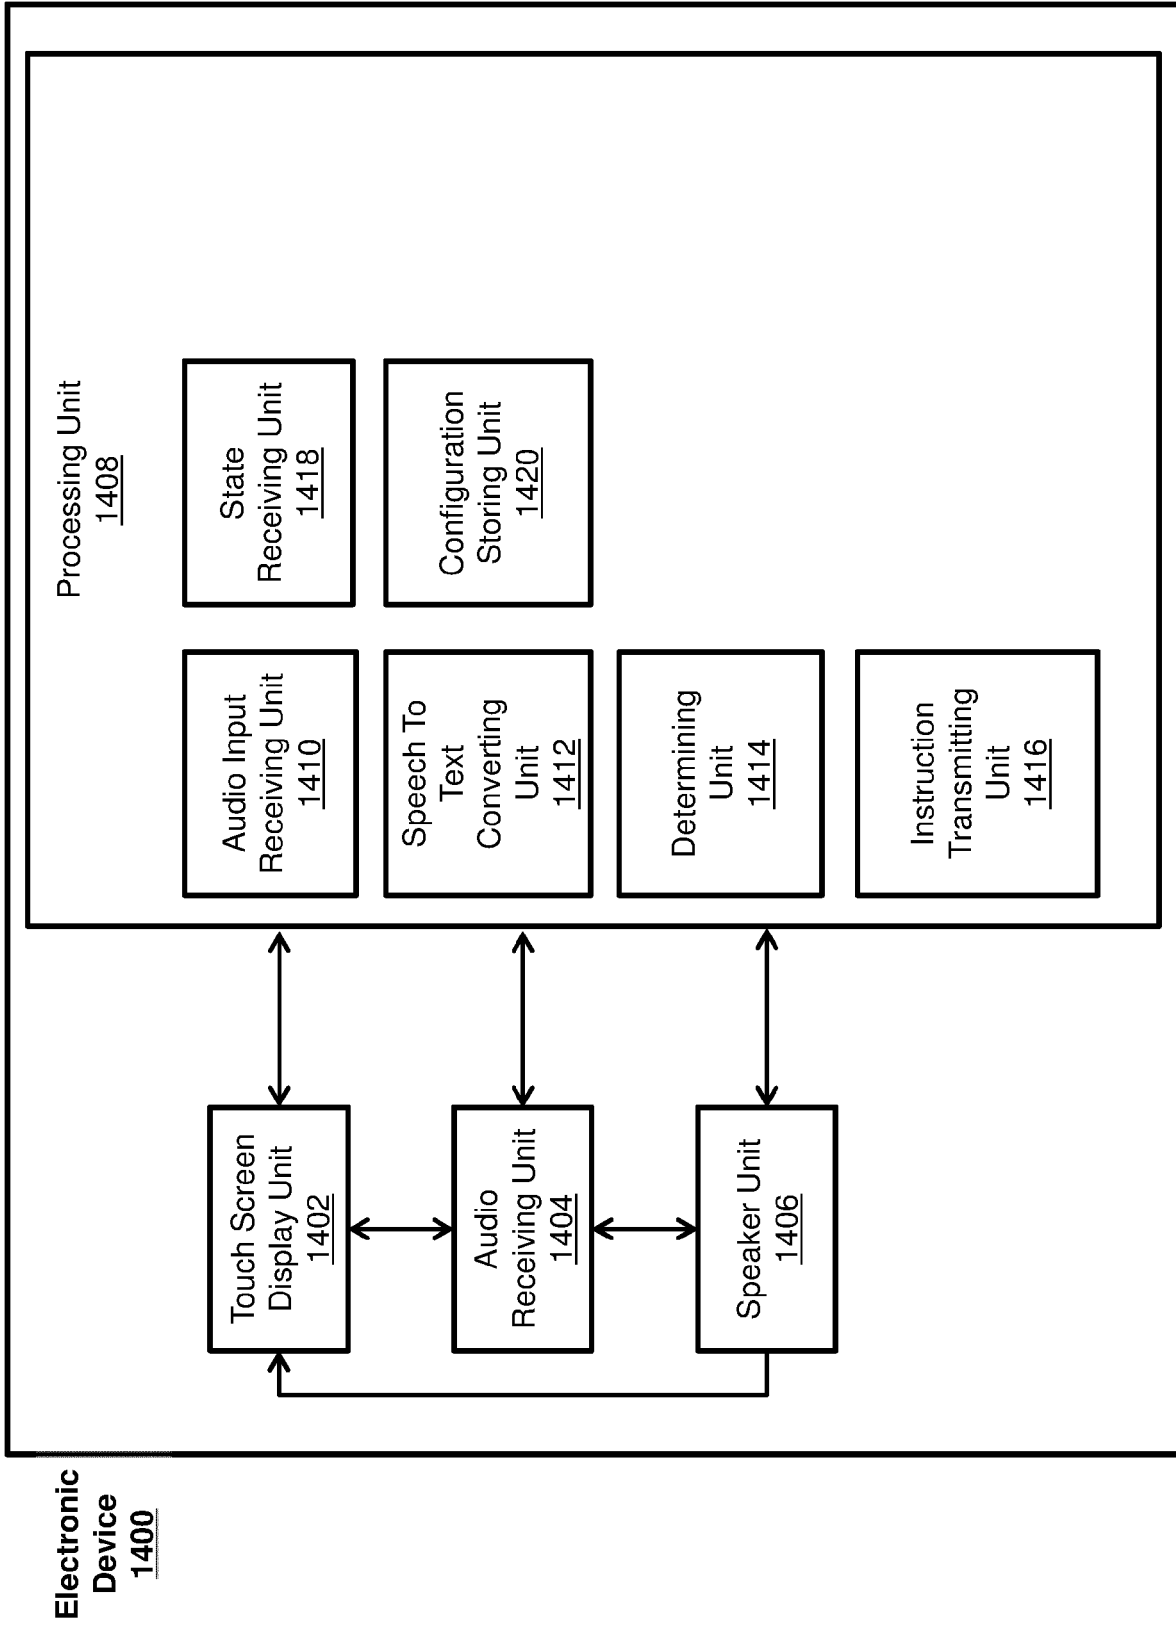 Electronic
Device
1400
Touch Screen
Display Unit
1402
Audio
Receiving Unit
1404
Speaker Unit
1406
Processing Unit
1408
Audio Input
Receiving Unit
1410
State
Receiving Unit
1418
Speech To
Text
Converting
Unit
1412
Configuration
Storing Unit
1420
Determining
Unit
1414
Instruction
Transmitting
Unit
1416